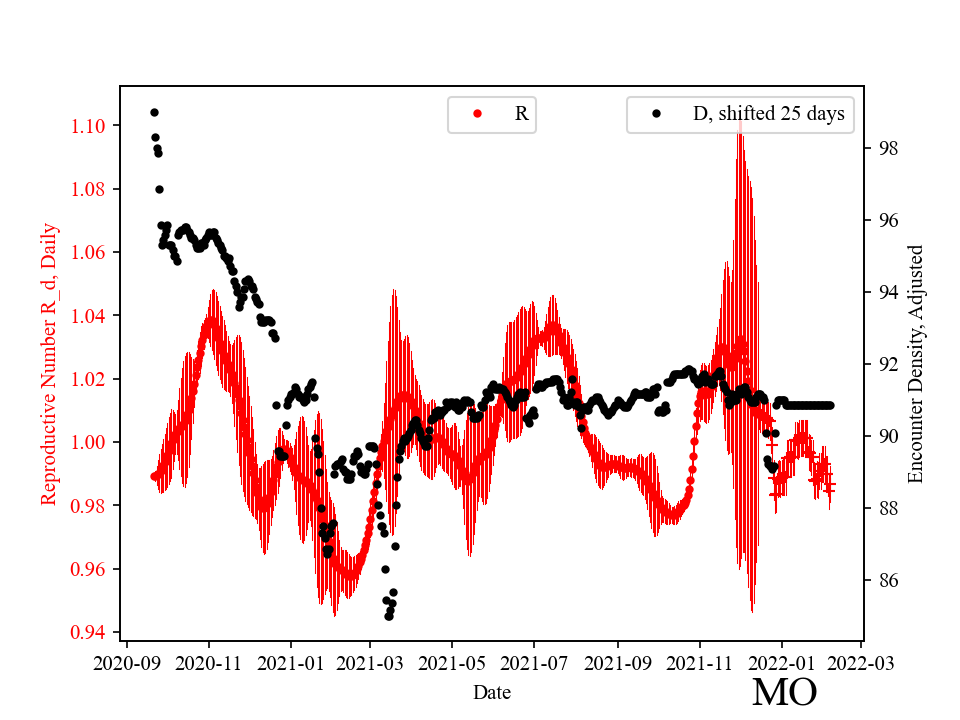 R
D, shifted 25 days
Reproductive Number R_d, Daily
1.10
1.08
1.06
1.04
1.02
1.00
0.98
0.96
0.94
98
96
94
92
90
88
86
Encounter Density, Adjusted
2020-09 2020-11 2021-01 2021-03 2021-05 2021-07 2021-09 2021-11 2022-01 2022-03
Date
MO